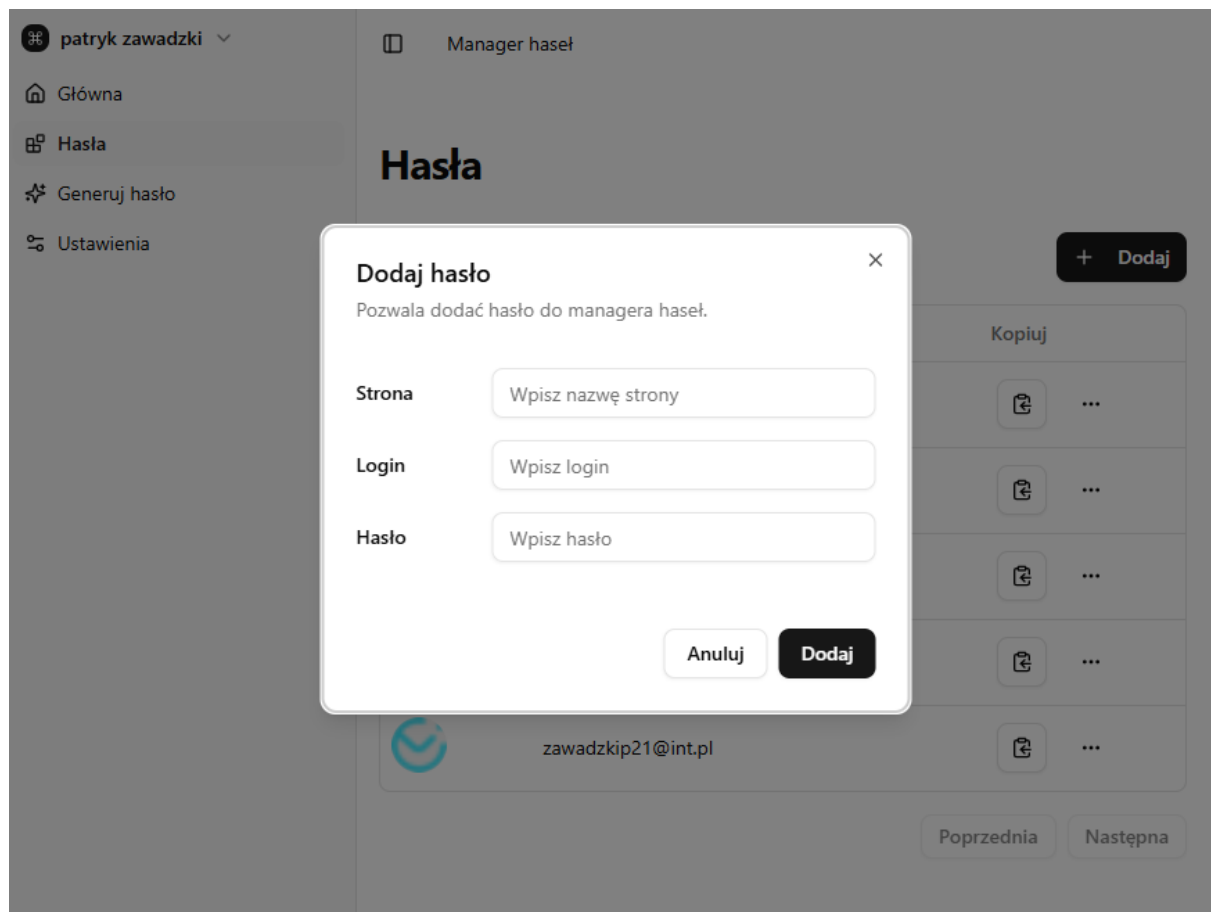 patryk zawadzki
Manager haseł
Główna
Hasła
Generuj hasło
Ustawienia
Hasła
Dodaj
Kopiuj
Dodaj hasło
Pozwala dodać hasło do managera haseł.
Strona
Wpisz nazwę strony
Login
Wpisz login
Hasło
Wpisz hasło
Anuluj
Dodaj
zawadzkip21@int.pl
Poprzednia
Następna